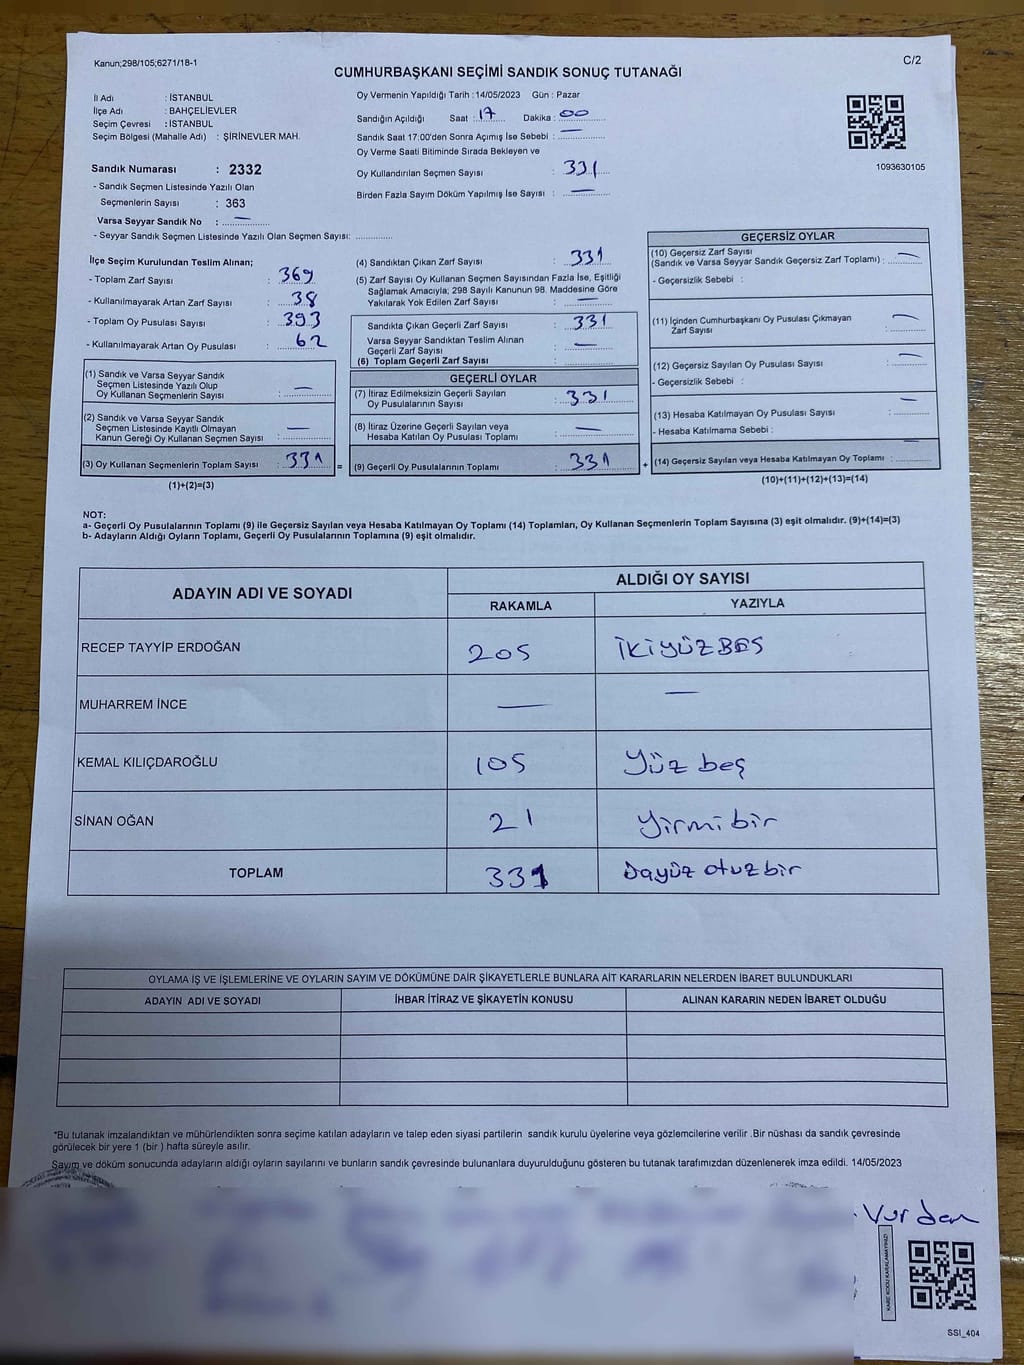 Kanun;298/105;6271/18-1
C/2
CUMHURBAŞKANI SEÇİMİ SANDIK SONUÇ TUTANAĞI
İl Adı : İSTANBUL
İlçe Adı : BAHÇELİEVLER
Seçim Çevresi : İSTANBUL
Seçim Bölgesi (Mahalle Adı) : ŞİRİNEVLER MAH.
Sandık Numarası : 2332
- Sandık Seçmen Listesinde Yazılı Olan
Seçmenlerin Sayısı : 363
Varsa Seyyar Sandık No : —
- Seyyar Sandık Seçmen Listesinde Yazılı Olan Seçmen Sayısı: ............
Oy Vermenin Yapıldığı Tarih :14/05/2023 Gün : Pazar
Sandığın Açıldığı Saat : 17 Dakika : 00
Sandık Saat 17:00'den Sonra Açımış İse Sebebi : —
Oy Verme Saati Bitiminde Sırada Bekleyen ve
Oy Kullandırılan Seçmen Sayısı : 331
Birden Fazla Sayım Döküm Yapılmış İse Sayısı : —
1093630105
İlçe Seçim Kurulundan Teslim Alınan;
- Toplam Zarf Sayısı : 369
- Kullanılmayarak Artan Zarf Sayısı : 38
- Toplam Oy Pusulası Sayısı : 393
- Kullanılmayarak Artan Oy Pusulası : 62
(1) Sandık ve Varsa Seyyar Sandık
Seçmen Listesinde Yazılı Olup
Oy Kullanan Seçmenlerin Sayısı : —
(2) Sandık ve Varsa Seyyar Sandık
Seçmen Listesinde Kayıtlı Olmayan
Kanun Gereği Oy Kullanan Seçmen Sayısı : —
(3) Oy Kullanan Seçmenlerin Toplam Sayısı : 331 =
(1)+(2)=(3)
(4) Sandıktan Çıkan Zarf Sayısı : 331
(5) Zarf Sayısı Oy Kullanan Seçmen Sayısından Fazla İse, Eşitliği
Sağlamak Amacıyla; 298 Sayılı Kanunun 98. Maddesine Göre
Yakılarak Yok Edilen Zarf Sayısı : —
Sandıkta Çıkan Geçerli Zarf Sayısı : 331
Varsa Seyyar Sandıktan Teslim Alınan
Geçerli Zarf Sayısı : —
(6) Toplam Geçerli Zarf Sayısı :
GEÇERLİ OYLAR
(7) İtiraz Edilmeksizin Geçerli Sayılan
Oy Pusulalarının Sayısı : 331
(8) İtiraz Üzerine Geçerli Sayılan veya
Hesaba Katılan Oy Pusulası Toplamı : —
(9) Geçerli Oy Pusulalarının Toplamı : 331 +
GEÇERSİZ OYLAR
(10) Geçersiz Zarf Sayısı
(Sandık ve Varsa Seyyar Sandık Geçersiz Zarf Toplamı) : —
- Geçersizlik Sebebi :
(11) İçinden Cumhurbaşkanı Oy Pusulası Çıkmayan
Zarf Sayısı : —
(12) Geçersiz Sayılan Oy Pusulası Sayısı : —
- Geçersizlik Sebebi :
(13) Hesaba Katılmayan Oy Pusulası Sayısı : —
- Hesaba Katılmama Sebebi :
(14) Geçersiz Sayılan veya Hesaba Katılmayan Oy Toplamı : —
(10)+(11)+(12)+(13)=(14)
NOT:
a- Geçerli Oy Pusulalarının Toplamı (9) ile Geçersiz Sayılan veya Hesaba Katılmayan Oy Toplamı (14) Toplamları, Oy Kullanan Seçmenlerin Toplam Sayısına (3) eşit olmalıdır. (9)+(14)=(3)
b- Adayların Aldığı Oyların Toplamı, Geçerli Oy Pusulalarının Toplamına (9) eşit olmalıdır.
ADAYIN ADI VE SOYADI
ALDIĞI OY SAYISI
RAKAMLA YAZIYLA
RECEP TAYYİP ERDOĞAN 205 İKİYÜZBEŞ
MUHARREM İNCE — —
KEMAL KILIÇDAROĞLU 105 Yüz beş
SİNAN OĞAN 21 Yirmi bir
TOPLAM 331 otuz bir
OYLAMA İŞ VE İŞLEMLERİNE VE OYLARIN SAYIM VE DÖKÜMÜNE DAİR ŞİKAYETLERLE BUNLARA AİT KARARLARIN NELERDEN İBARET BULUNDUKLARI
ADAYIN ADI VE SOYADI İHBAR İTİRAZ VE ŞİKAYETİN KONUSU ALINAN KARARIN NEDEN İBARET OLDUĞU
*Bu tutanak imzalandıktan ve mühürlendikten sonra seçime katılan adayların ve talep eden siyasi partilerin sandık kurulu üyelerine veya gözlemcilerine verilir .Bir nüshası da sandık çevresinde
görülecek bir yere 1 (bir ) hafta süreyle asılır.
Sayım ve döküm sonucunda adayların aldığı oyların sayılarını ve bunların sandık çevresinde bulunanlara duyurulduğunu gösteren bu tutanak tarafımızdan düzenlenerek imza edildi. 14/05/2023
KARE KODU KARALAMAYINIZ!
SSI_404